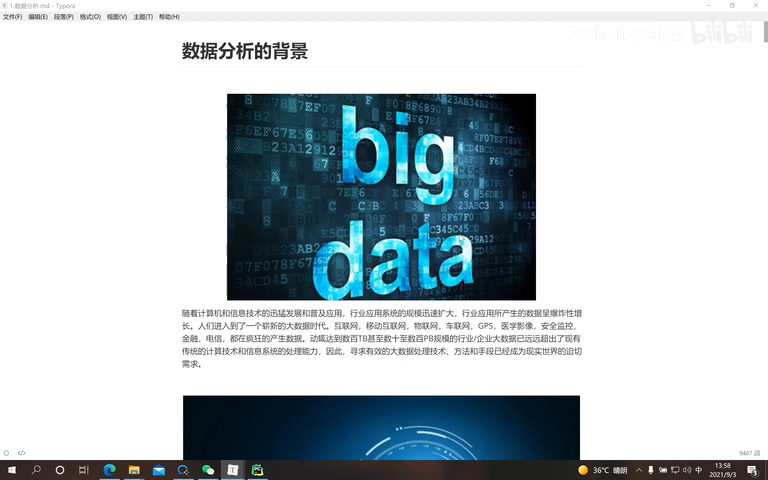 1.数据分析.md - Typora
文件(F) 编辑(E) 段落(P) 格式(O) 视图(V) 主题(T) 帮助(H)
bilibili
数据分析的背景
big
data
随着计算机和信息技术的迅猛发展和普及应用，行业应用系统的规模迅速扩大，行业应用所产生的数据呈爆炸性增
长。人们进入到了一个崭新的大数据时代。互联网，移动互联网，物联网，车联网，GPS，医学影像，安全监控，
金融，电信，都在疯狂的产生数据。动辄达到数百TB甚至数十至数百PB规模的行业/企业大数据已远远超出了现有
传统的计算技术和信息系统的处理能力，因此，寻求有效的大数据处理技术、方法和手段已经成为现实世界的迫切
需求。
9467 词
36°C 晴朗
中
13:58
2021/9/3